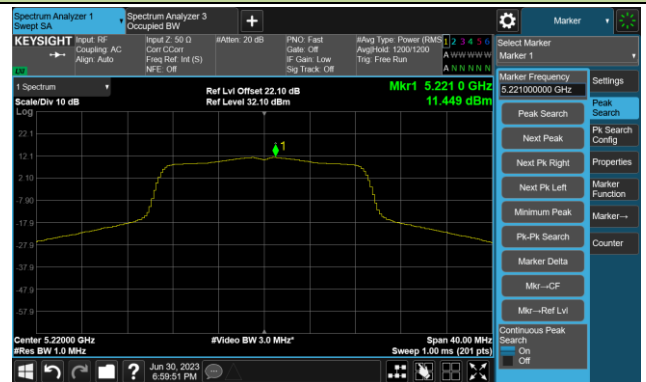 Spectrum Analyzer 1
Swept SA
Spectrum Analyzer 3
Occupied BW
Marker
KEYSIGHT
Input: RF
Coupling: AC
Align: Auto
Input Z: 50 Ω
Corr CCorr
Freq Ref: Int (S)
NFE: Off
#Atten: 20 dB
PNO: Fast
Gate: Off
IF Gain: Low
Sig Track: Off
#Avg Type: Power (RMS
Avg|Hold: 1200/1200
Trig: Free Run
1 2 3 4 5 6
A W W W W W
A N N N N N
LW
1 Spectrum
Scale/Div 10 dB
Log
Ref Lvl Offset 22.10 dB
Ref Level 32.10 dBm
Mkr1 5.221 0 GHz
11.449 dBm
22.1
12.1
2.10
-7.90
-17.9
-27.9
-37.9
-47.9
-57.9
1
Center 5.22000 GHz
#Res BW 1.0 MHz
#Video BW 3.0 MHz*
Span 40.00 MHz
Sweep 1.00 ms (201 pts)
Select Marker
Marker 1
Marker Frequency
5.221000000 GHz
Peak Search
Next Peak
Next Pk Right
Next Pk Left
Minimum Peak
Pk-Pk Search
Marker Delta
Mkr→CF
Mkr→Ref Lvl
Continuous Peak
Search
On
Off
Settings
Peak
Search
Pk Search
Config
Properties
Marker
Function
Marker→
Counter
Jun 30, 2023
6:59:51 PM